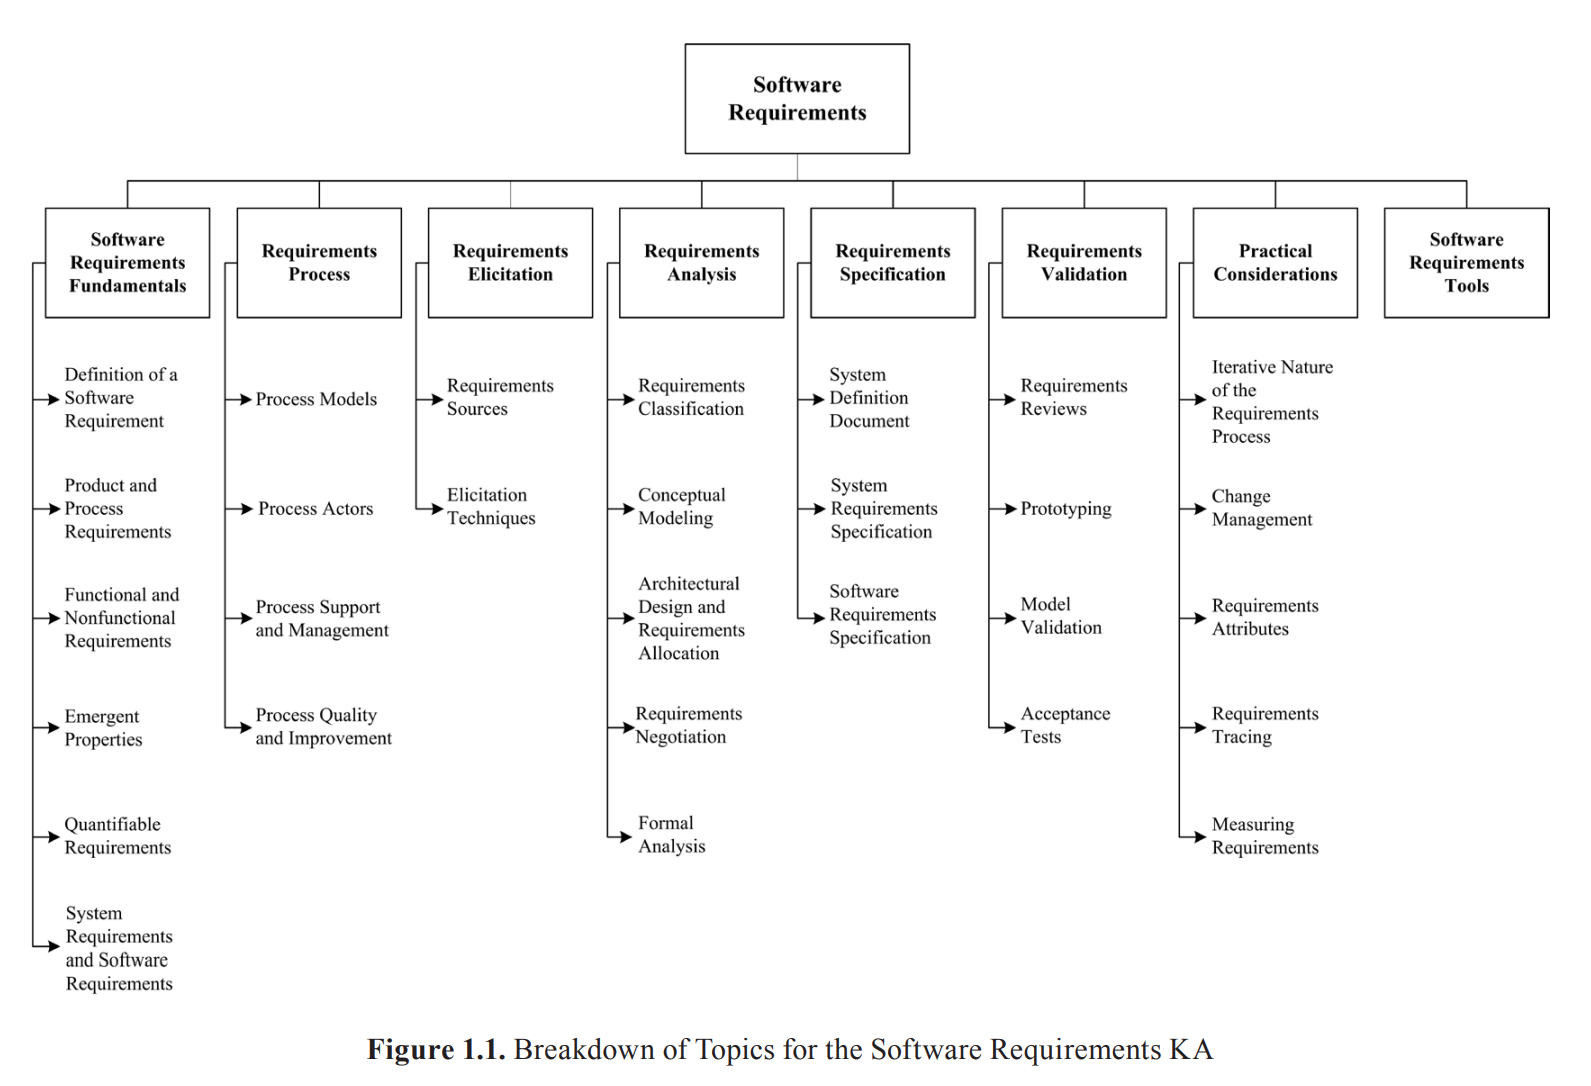 Software
Requirements
Software
Requirements
Fundamentals
Requirements
Process
Requirements
Elicitation
Requirements
Analysis
Requirements
Specification
Requirements
Validation
Practical
Considerations
Software
Requirements
Tools
Definition of a
Software
Requirement
Product and
Process
Requirements
Functional and
Nonfunctional
Requirements
Emergent
Properties
Quantifiable
Requirements
System
Requirements
and Software
Requirements
Process Models
Process Actors
Process Support
and Management
Process Quality
and Improvement
Requirements
Sources
Elicitation
Techniques
Requirements
Classification
Conceptual
Modeling
Architectural
Design and
Requirements
Allocation
Requirements
Negotiation
Formal
Analysis
System
Definition
Document
System
Requirements
Specification
Software
Requirements
Specification
Requirements
Reviews
Prototyping
Model
Validation
Acceptance
Tests
Iterative Nature
of the
Requirements
Process
Change
Management
Requirements
Attributes
Requirements
Tracing
Measuring
Requirements
Figure 1.1. Breakdown of Topics for the Software Requirements KA